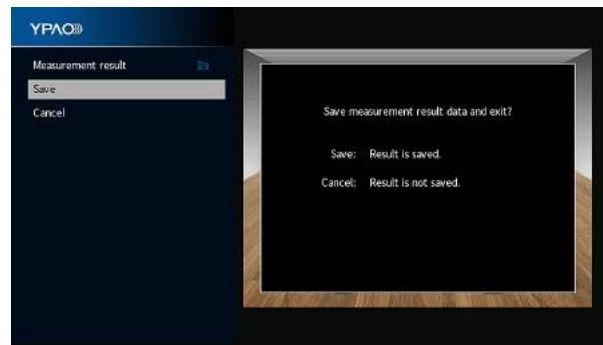 YPAO
Measurement result
Save
Cancel
Save measurement result data and exit?
Save: Result is saved.
Cancel: Result is not saved.